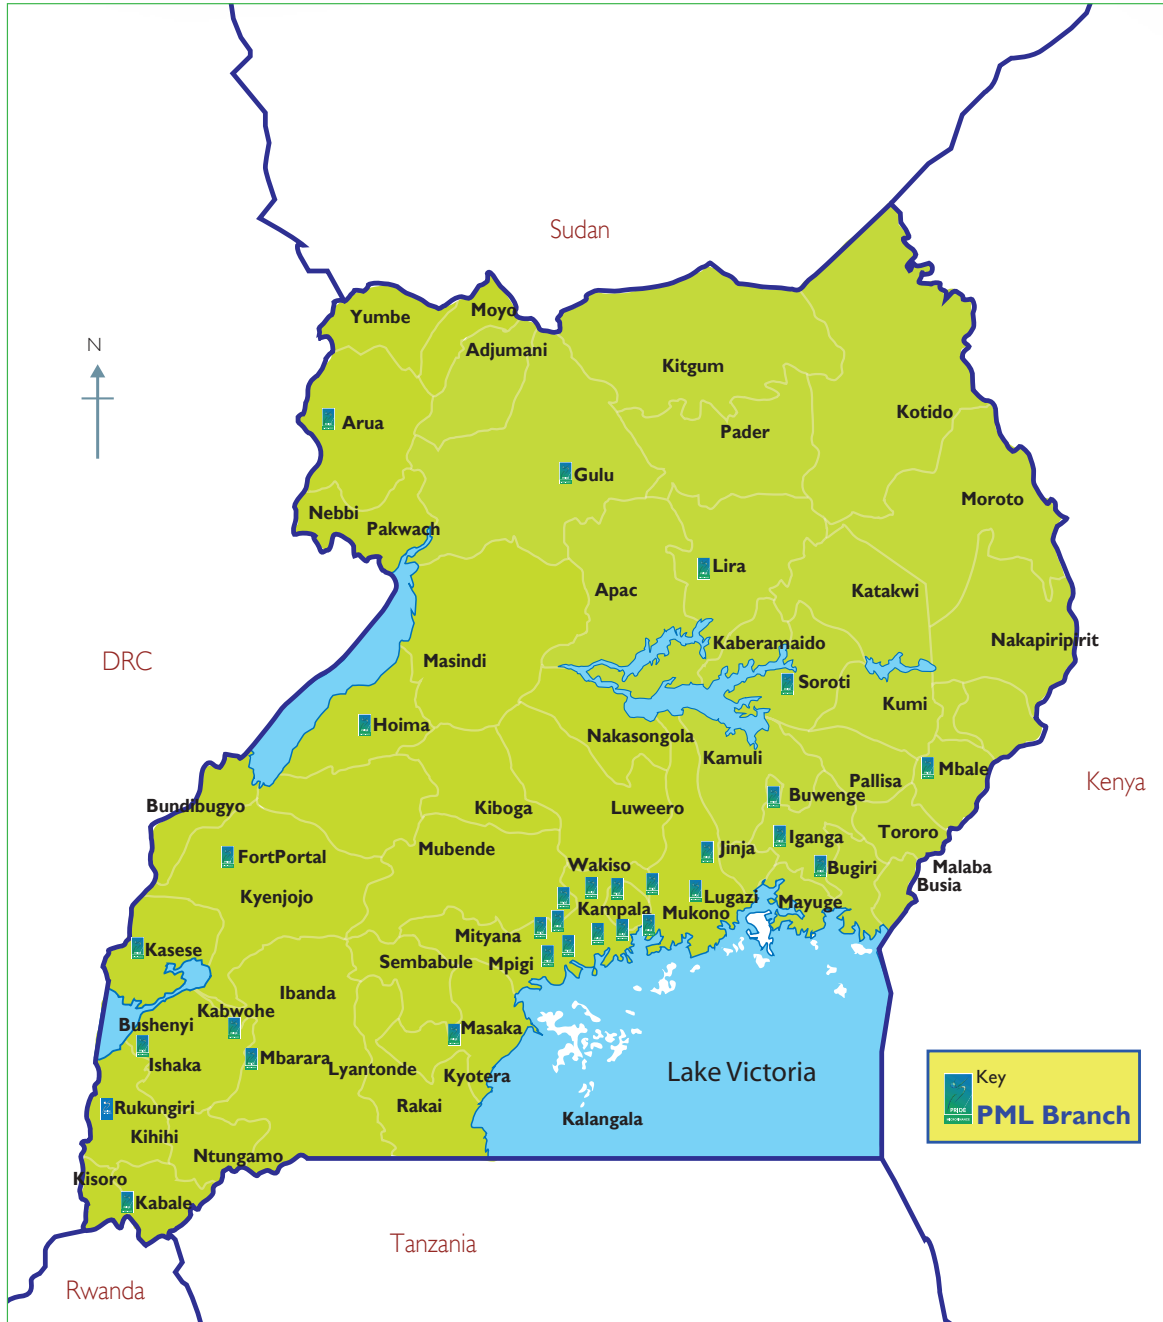 Sudan
Yumbe
Moyo
Adjumani
N
Kitgum
Kotido
Arua
Pader
Gulu
Moroto
Nebbi
Pakwach
Lira
Apac
Katakwi
Kaberamaido
Nakapiripirit
DRC
Masindi
Soroti
Kumi
Hoima
Nakasongola
Kamuli
Mbale
Pallisa
Kenya
Buwenge
Bundibugyo
Kiboga
Luweero
Iganga
Tororo
Mubende
Jinja
FortPortal
Wakiso
Bugiri
Malaba
Busia
Kyenjojo
Lugazi
Mayuge
Kampala
Mukono
Mityana
Kasese
Sembabule
Mpigi
Ibanda
Kabwohe
Bushenyi
Masaka
Mbarara
Ishaka
Lyantonde
Kyotera
Lake Victoria
Key
PRIDE
PML Branch
Rukungiri
Rakai
Kalangala
Kihihi
Ntungamo
Kisoro
Kabale
Tanzania
Rwanda